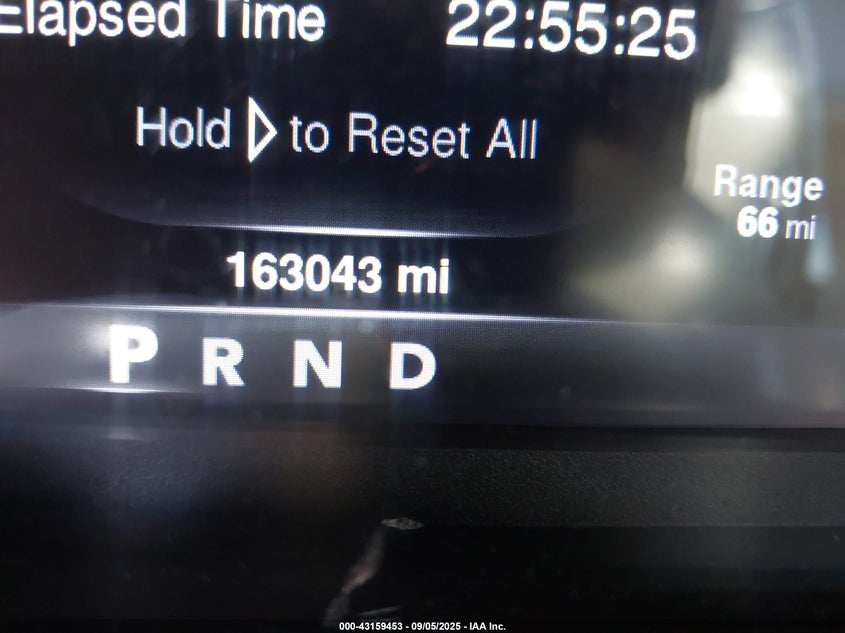 Elapsed Time 22:55:25
Hold ▷ to Reset All
Range
66 mi
163043 mi
P R N D
000-43159453 - 09/05/2025 - IAA Inc.